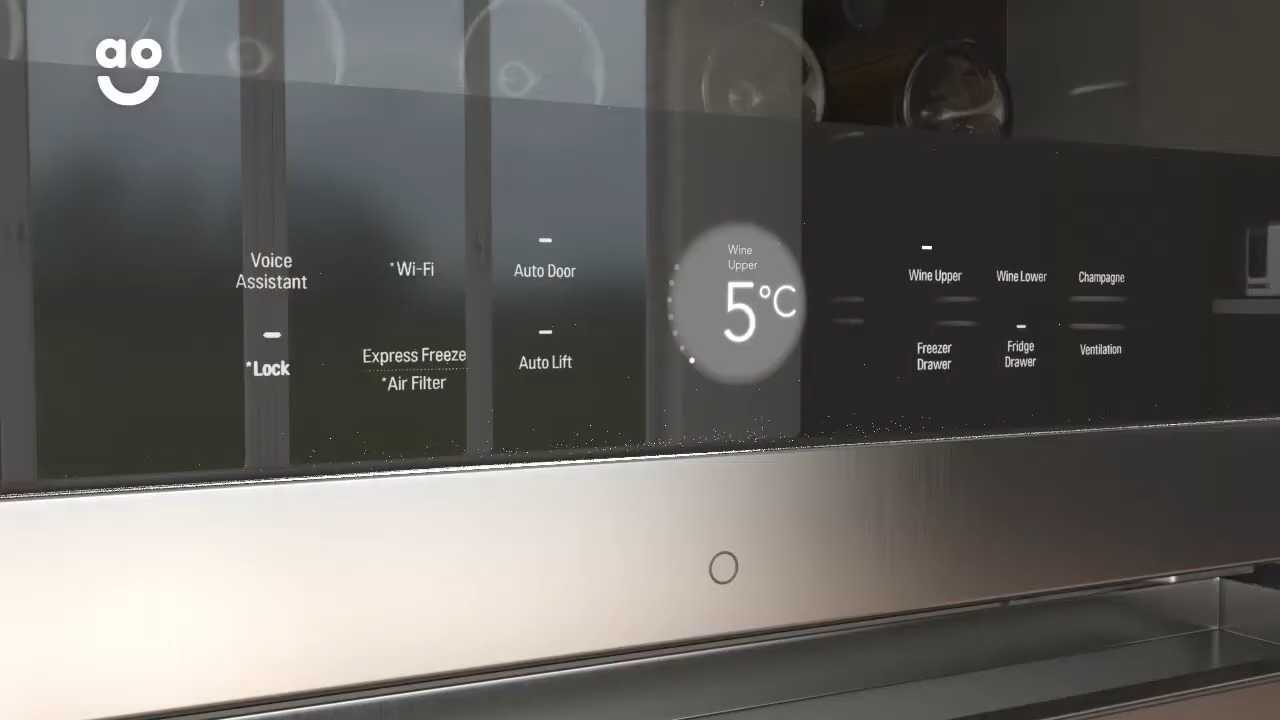 ao
Voice
Assistant
*Wi-Fi
Auto Door
*Lock
Express Freeze
*Air Filter
Auto Lift
Wine
Upper
5°C
Wine Upper
Wine Lower
Champagne
Freezer
Drawer
Fridge
Drawer
Ventilation